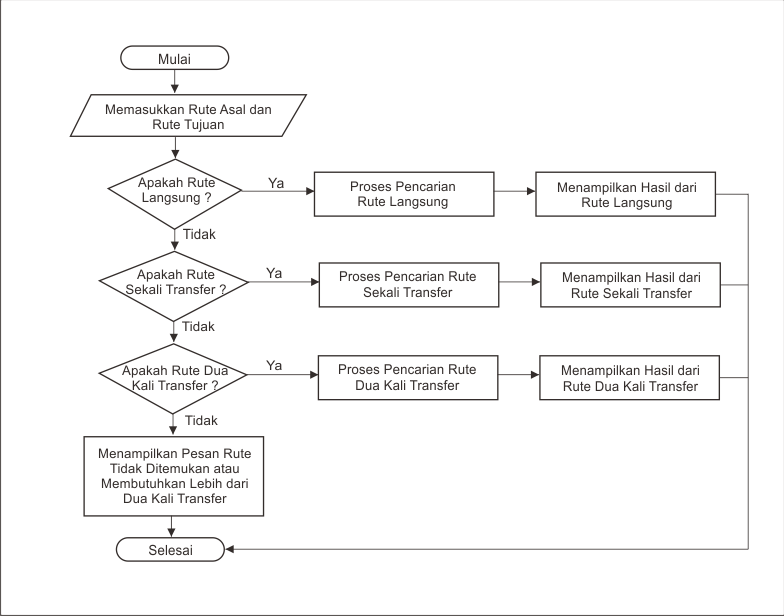 Mulai
Memasukkan Rute Asal dan
Rute Tujuan
Apakah Rute
Langsung ?
Ya
Proses Pencarian
Rute Langsung
Menampilkan Hasil dari
Rute Langsung
Tidak
Apakah Rute
Sekali Transfer ?
Ya
Proses Pencarian Rute
Sekali Transfer
Menampilkan Hasil dari
Rute Sekali Transfer
Tidak
Apakah Rute Dua
Kali Transfer ?
Ya
Proses Pencarian Rute
Dua Kali Transfer
Menampilkan Hasil dari
Rute Dua Kali Transfer
Tidak
Menampilkan Pesan Rute
Tidak Ditemukan atau
Membutuhkan Lebih dari
Dua Kali Transfer
Selesai